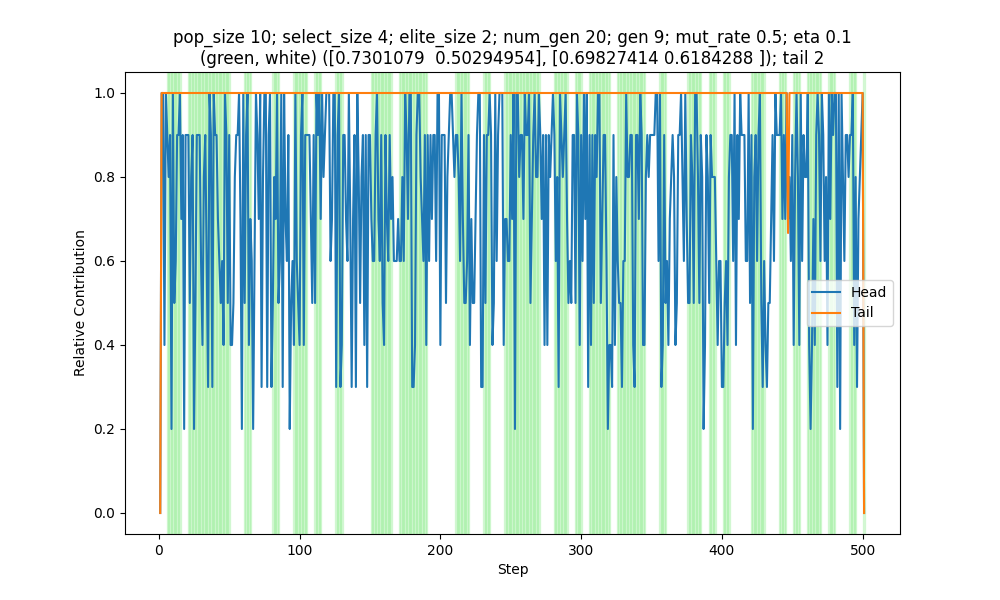 pop_size 10; select_size 4; elite_size 2; num_gen 20; gen 9; mut_rate 0.5; eta 0.1
(green, white) ([0.7301079  0.50294954], [0.69827414 0.6184288 ]); tail 2
1.0
0.8
0.6
0.4
0.2
0.0
Relative Contribution
Head
Tail
0
100
200
300
400
500
Step